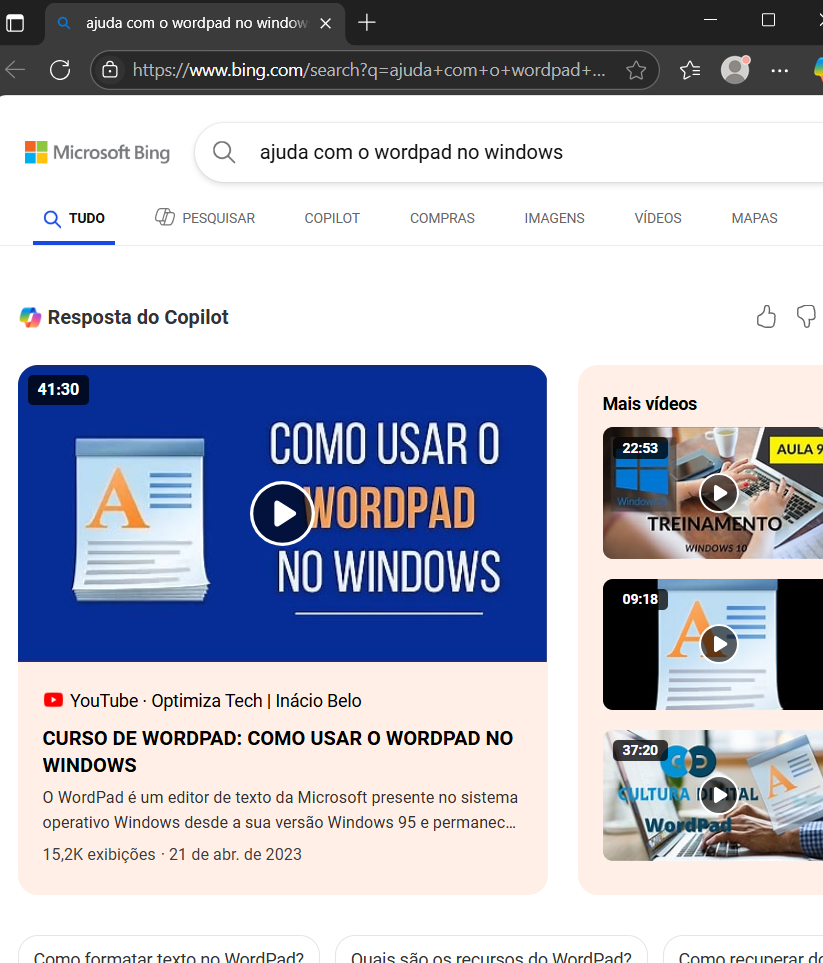 ajuda com o wordpad no window
https://www.bing.com/search?q=ajuda+com+o+wordpad+...
Microsoft Bing
ajuda com o wordpad no windows
TUDO
PESQUISAR
COPILOT
COMPRAS
IMAGENS
VÍDEOS
MAPAS
Resposta do Copilot
41:30
COMO USAR O
WORDPAD
NO WINDOWS
YouTube · Optimiza Tech | Inácio Belo
CURSO DE WORDPAD: COMO USAR O WORDPAD NO
WINDOWS
O WordPad é um editor de texto da Microsoft presente no sistema
operativo Windows desde a sua versão Windows 95 e permanec...
15,2K exibições · 21 de abr. de 2023
Mais vídeos
22:53
AULA 9
Windows
TREINAMENTO
WINDOWS 10
09:18
37:20
CULTURA DIGITAL
WordPad
Como formatar texto no WordPad?
Quais são os recursos do WordPad?
Como recuperar do